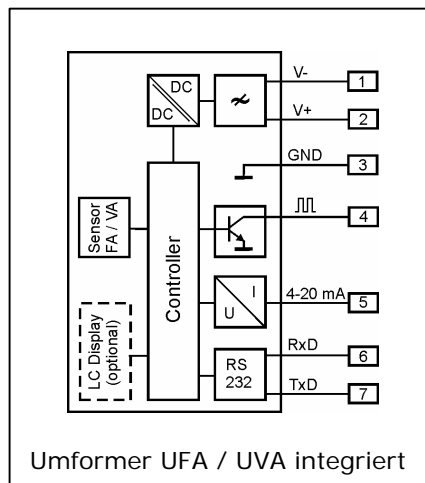 V-
1
DC
DC
V+
2
GND
3
Sensor
FA / VA
Controller
4
LC Display
(optional)
U
I
4-20 mA
5
RS
232
RxD
6
TxD
7
Umformer UFA / UVA integriert